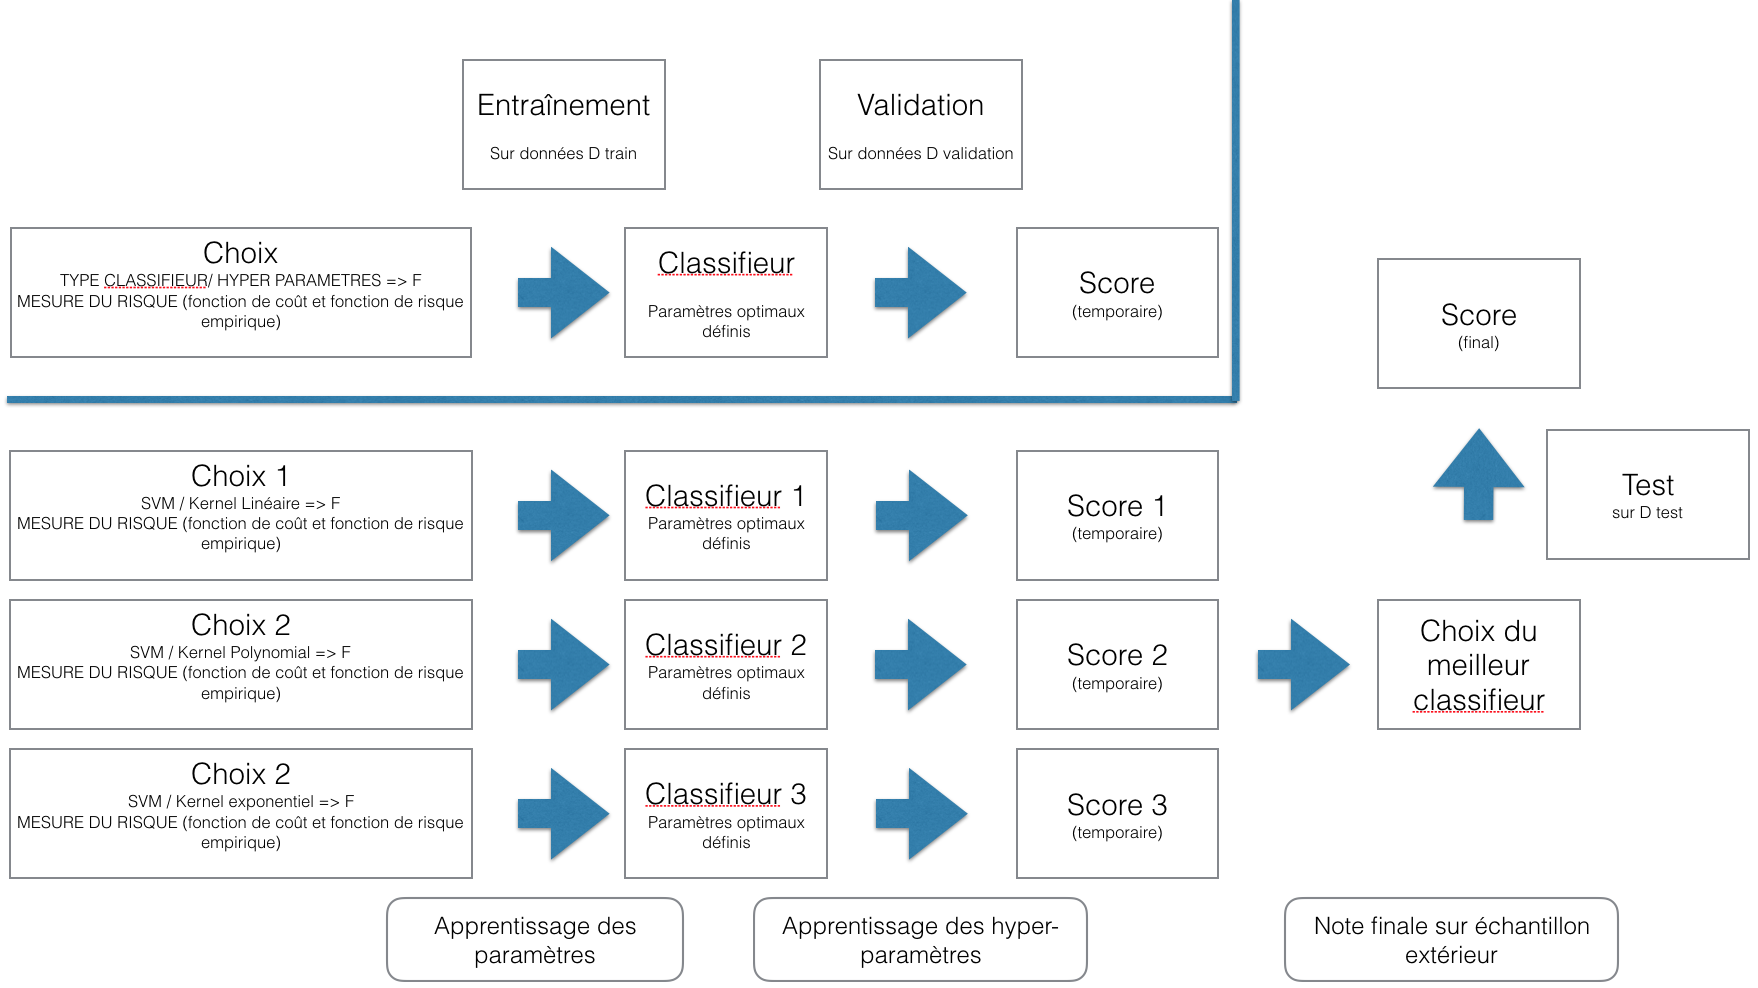 Entraînement
Sur données D train
Validation
Sur données D validation
Choix
TYPE CLASSIFIEUR/ HYPER PARAMETRES => F
MESURE DU RISQUE (fonction de coût et fonction de risque
empirique)
Classifieur
Paramètres optimaux
définis
Score
(temporaire)
Score
(final)
Choix 1
SVM / Kernel Linéaire => F
MESURE DU RISQUE (fonction de coût et fonction de risque
empirique)
Classifieur 1
Paramètres optimaux
définis
Score 1
(temporaire)
Test
sur D test
Choix 2
SVM / Kernel Polynomial => F
MESURE DU RISQUE (fonction de coût et fonction de risque
empirique)
Classifieur 2
Paramètres optimaux
définis
Score 2
(temporaire)
Choix du
meilleur
classifieur
Choix 2
SVM / Kernel exponentiel => F
MESURE DU RISQUE (fonction de coût et fonction de risque
empirique)
Classifieur 3
Paramètres optimaux
définis
Score 3
(temporaire)
Apprentissage des
paramètres
Apprentissage des hyper-
paramètres
Note finale sur échantillon
extérieur